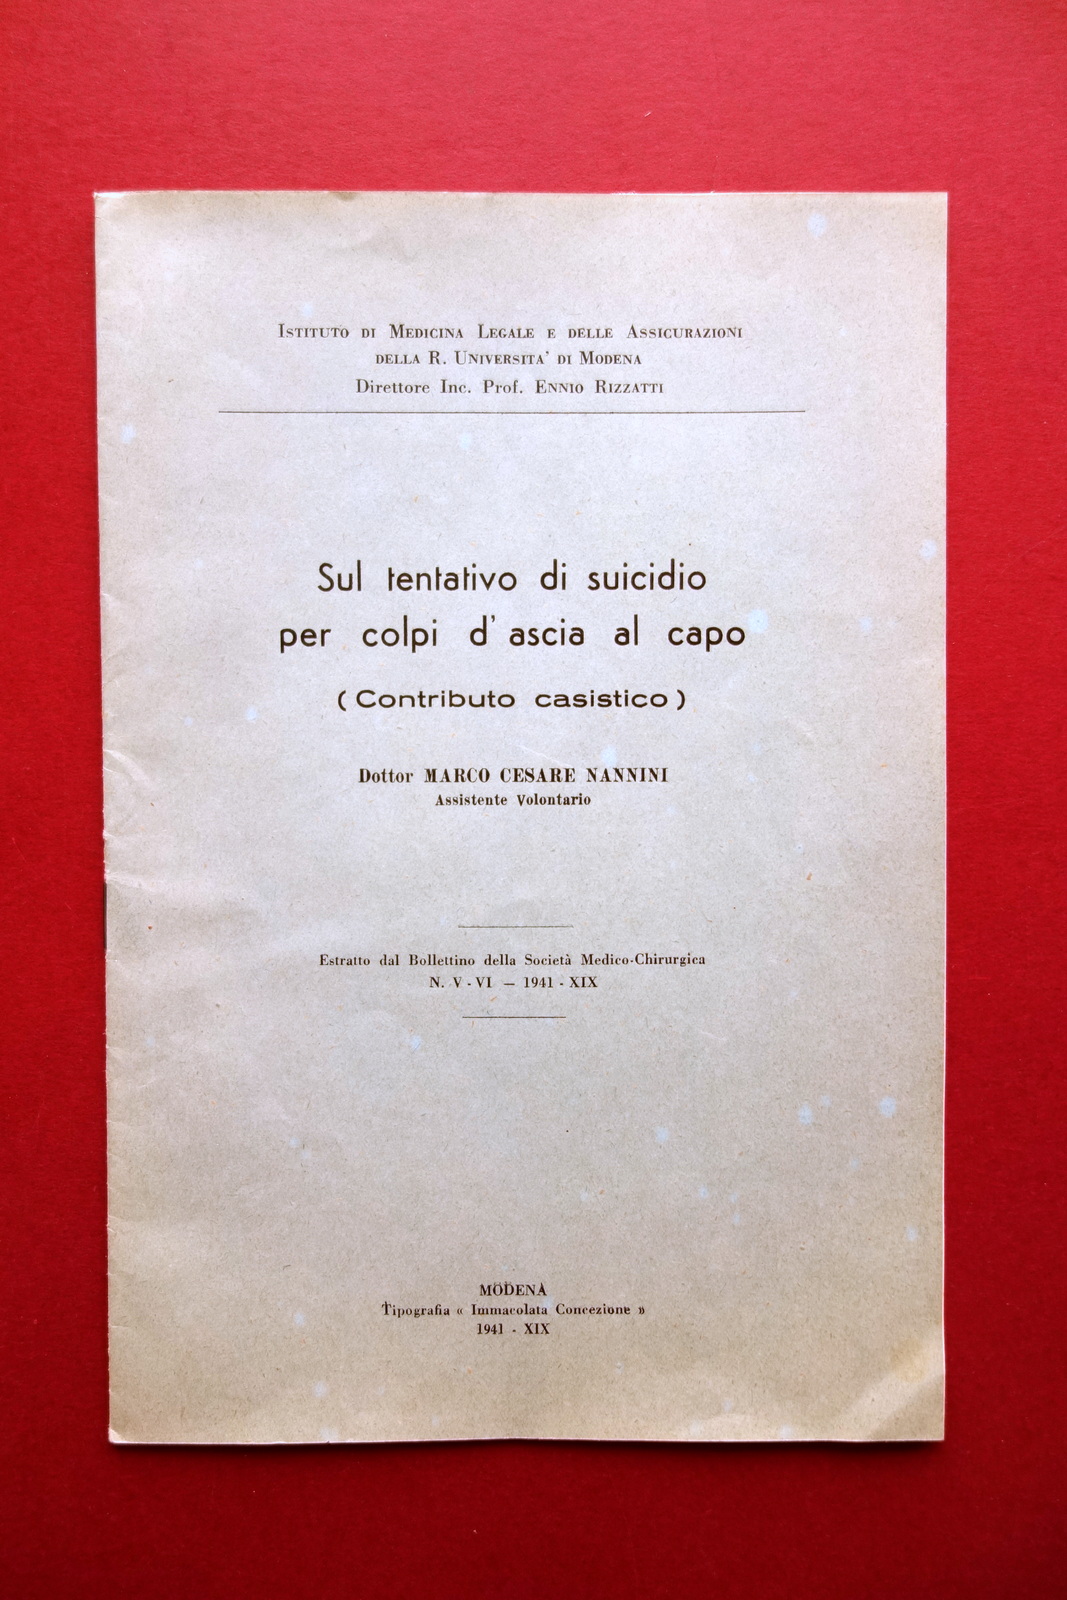 Istituto di Medicina Legale e delle Assicurazioni
della R. Universita' di Modena
Direttore Inc. Prof. Ennio Rizzatti
Sul tentativo di suicidio
per colpi d'ascia al capo
(Contributo casistico)
Dottor MARCO CESARE NANNINI
Assistente Volontario
Estratto dal Bollettino della Società Medico-Chirurgica
N. V - VI — 1941 - XIX
MODENA
Tipografia « Immacolata Concezione »
1941 - XIX